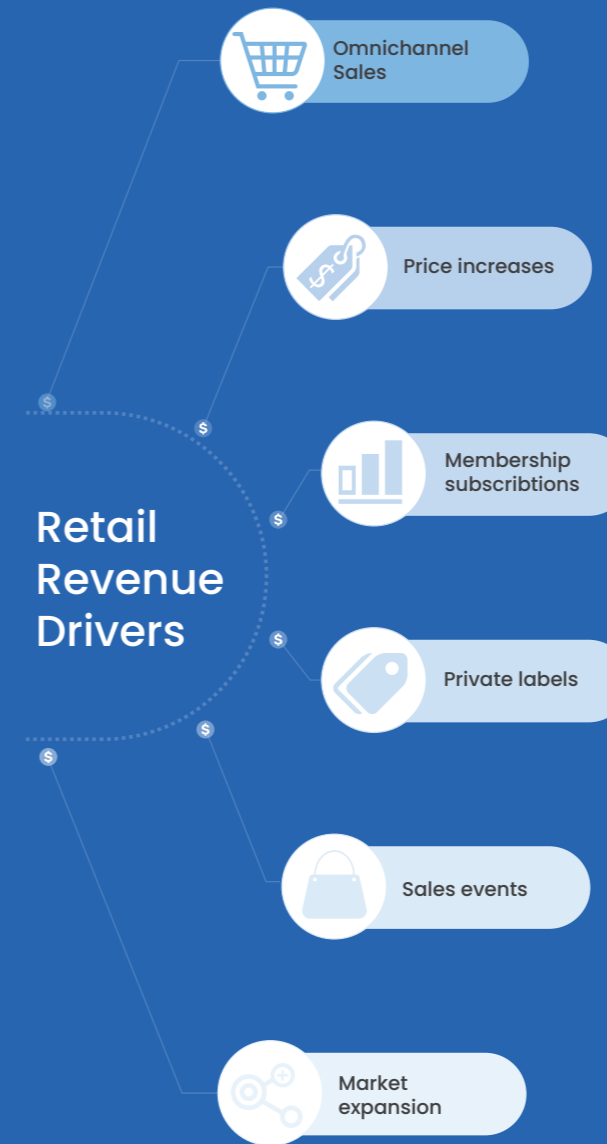 Omnichannel
Sales
Price increases
Membership
subscribtions
Retail
Revenue
Drivers
Private labels
Sales events
Market
expansion
$
$
$
$
$
$
$